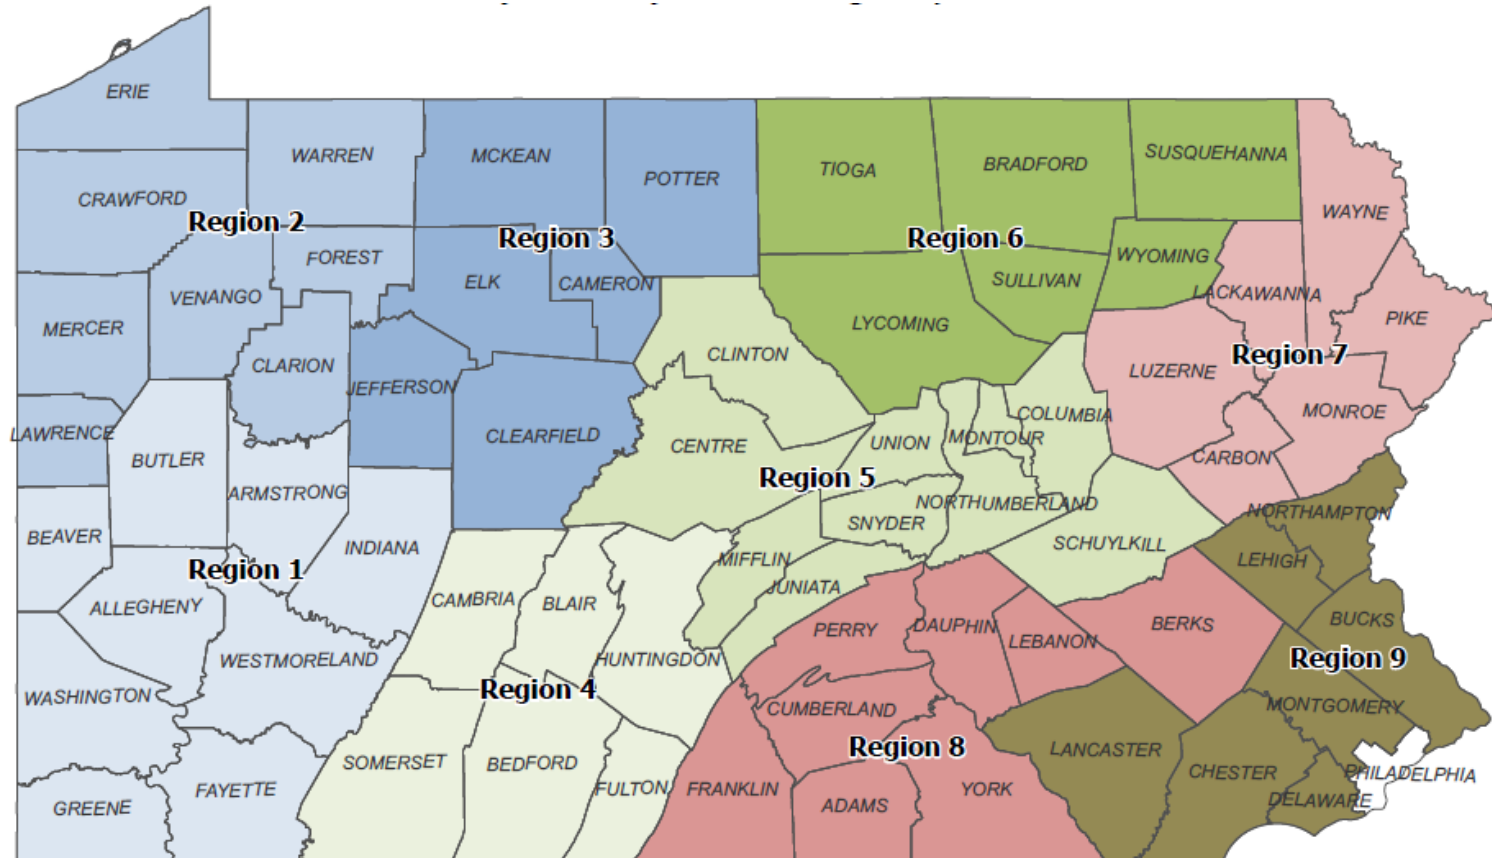 ERIE
WARREN
MCKEAN
POTTER
TIOGA
BRADFORD
SUSQUEHANNA
CRAWFORD
Region 2
Region 3
Region 6
WAYNE
FOREST
ELK
CAMERON
SULLIVAN
WYOMING
VENANGO
LACKAWANNA
MERCER
LYCOMING
PIKE
CLARION
CLINTON
Region 7
JEFFERSON
LUZERNE
LAWRENCE
CLEARFIELD
COLUMBIA
MONROE
BUTLER
CENTRE
UNION
MONTOUR
CARBON
Region 5
ARMSTRONG
NORTHUMBERLAND
NORTHAMPTON
BEAVER
INDIANA
SNYDER
SCHUYLKILL
Region 1
MIFFLIN
LEHIGH
JUNIATA
ALLEGHENY
CAMBRIA
BLAIR
PERRY
DAUPHIN
LEBANON
BERKS
BUCKS
WESTMORELAND
HUNTINGDON
Region 9
WASHINGTON
Region 4
CUMBERLAND
MONTGOMERY
Region 8
SOMERSET
BEDFORD
LANCASTER
CHESTER
PHILADELPHIA
GREENE
FAYETTE
FULTON
FRANKLIN
ADAMS
YORK
DELAWARE